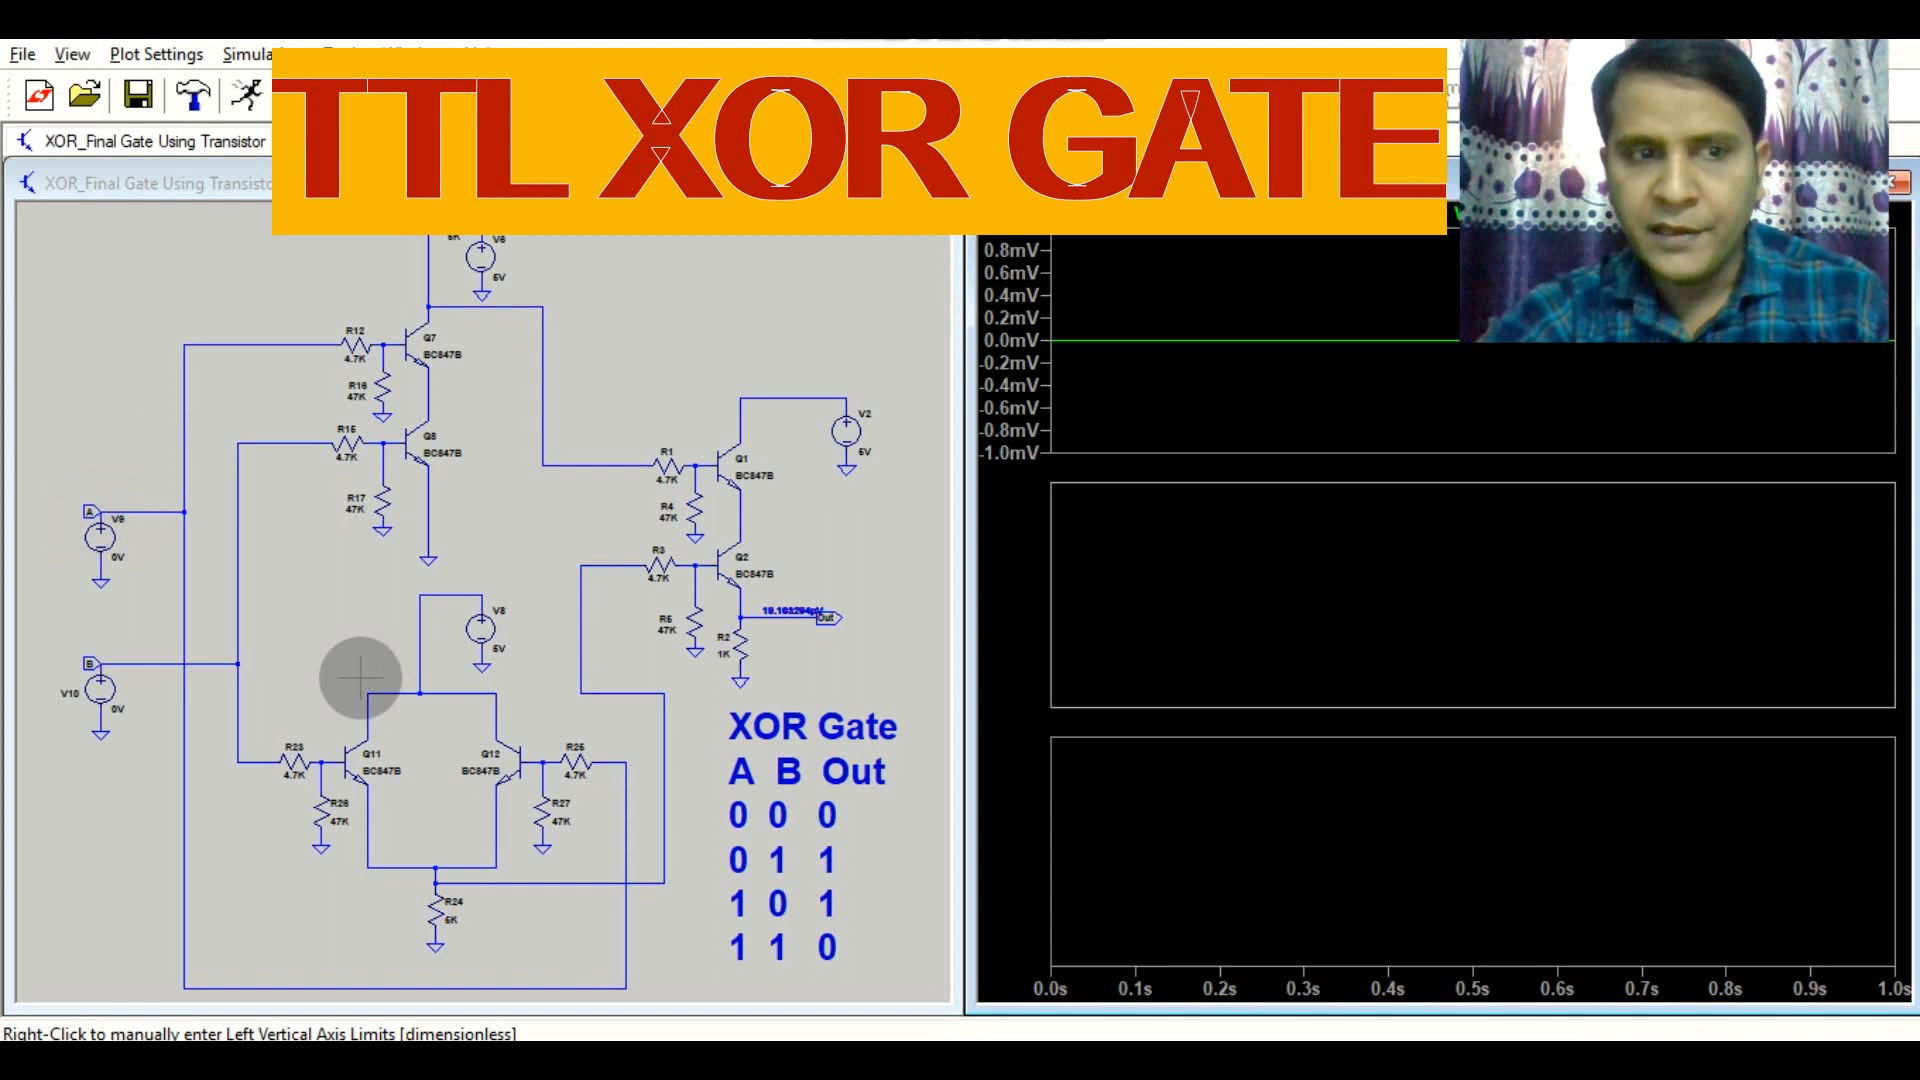 File View Plot Settings Simula
TTL XOR GATE
XOR_Final Gate Using Transistor
XOR_Final Gate Using Transisto
V6
5V
R12
4.7K
Q7
BC847B
R16
47K
R15
4.7K
Q8
BC847B
R17
47K
A
V9
0V
B
V10
0V
V8
5V
R23
4.7K
Q11
BC847B
R26
47K
Q12
BC847B
R25
4.7K
R27
47K
R24
5K
V2
5V
R1
4.7K
Q1
BC847B
R4
47K
R3
4.7K
Q2
BC847B
R5
47K
R2
1K
Out
XOR Gate
A B Out
0 0 0
0 1 1
1 0 1
1 1 0
0.8mV
0.6mV
0.4mV
0.2mV
0.0mV
-0.2mV
-0.4mV
-0.6mV
-0.8mV
-1.0mV
0.0s 0.1s 0.2s 0.3s 0.4s 0.5s 0.6s 0.7s 0.8s 0.9s 1.0s
Right-Click to manually enter Left Vertical Axis Limits [dimensionless]